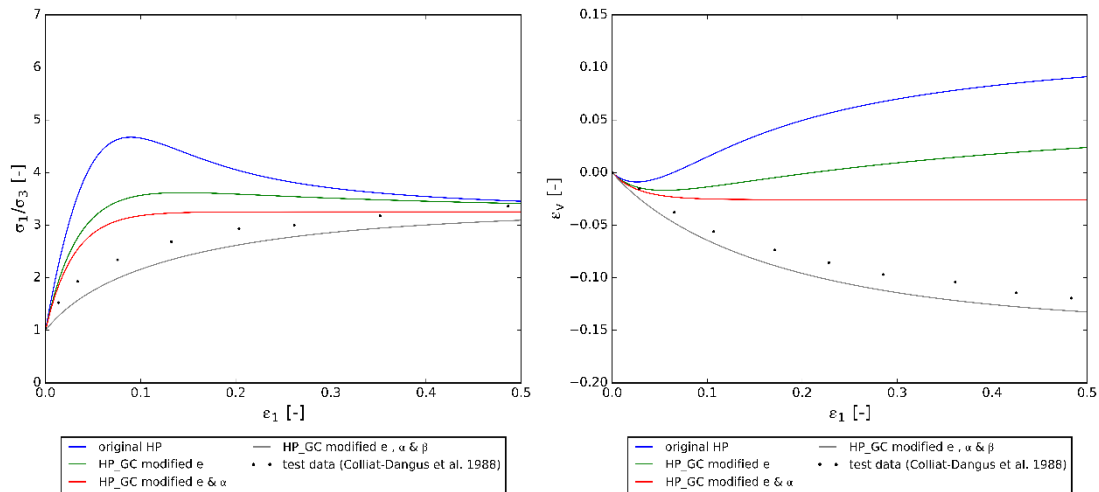 7
6
5
4
3
2
1
0
σ1/σ3 [-]
0.0 0.1 0.2 0.3 0.4 0.5
ε1 [-]
original HP
HP_GC modified e
HP_GC modified e & α
HP_GC modified e , α & β
test data (Colliat-Dangus et al. 1988)
0.15
0.10
0.05
0.00
−0.05
−0.10
−0.15
−0.20
εv [-]
0.0 0.1 0.2 0.3 0.4 0.5
ε1 [-]
original HP
HP_GC modified e
HP_GC modified e & α
HP_GC modified e , α & β
test data (Colliat-Dangus et al. 1988)